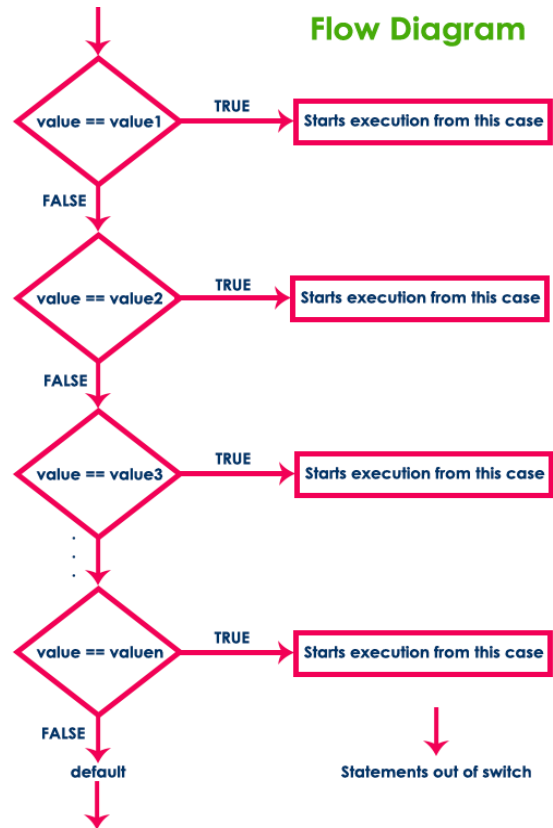 Flow Diagram
TRUE
value == value1
Starts execution from this case
FALSE
TRUE
value == value2
Starts execution from this case
FALSE
TRUE
value == value3
Starts execution from this case
.
.
.
TRUE
value == valuen
Starts execution from this case
FALSE
default
Statements out of switch